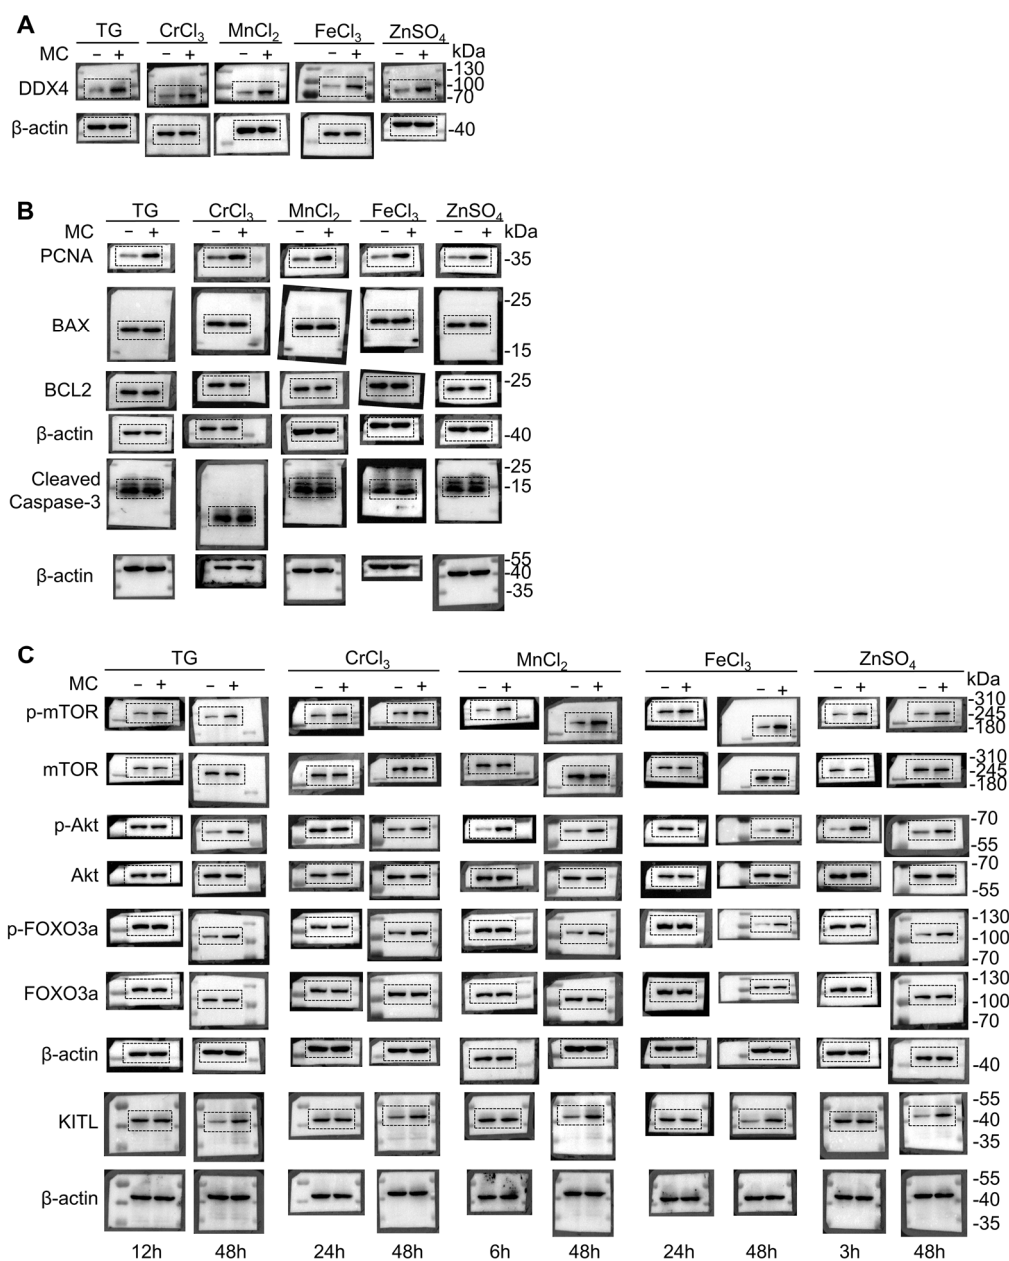 A
TG CrCl3 MnCl2 FeCl3 ZnSO4
MC − + − + − + − + − + kDa
-130
DDX4 -100
-70
β-actin -40
B
TG CrCl3 MnCl2 FeCl3 ZnSO4
MC − + − + − + − + − + kDa
PCNA -35
-25
BAX
-15
BCL2 -25
β-actin -40
-25
Cleaved -15
Caspase-3
-55
β-actin -40
-35
C
TG CrCl3 MnCl2 FeCl3 ZnSO4
kDa
MC − + − + − + − + − + − + − + − + − + − +
-310
p-mTOR -245
-180
-310
mTOR -245
-180
p-Akt -70
-55
-70
Akt
-55
-130
p-FOXO3a -100
-70
-130
FOXO3a -100
-70
β-actin -40
-55
KITL -40
-35
-55
β-actin -40
-35
12h 48h 24h 48h 6h 48h 24h 48h 3h 48h